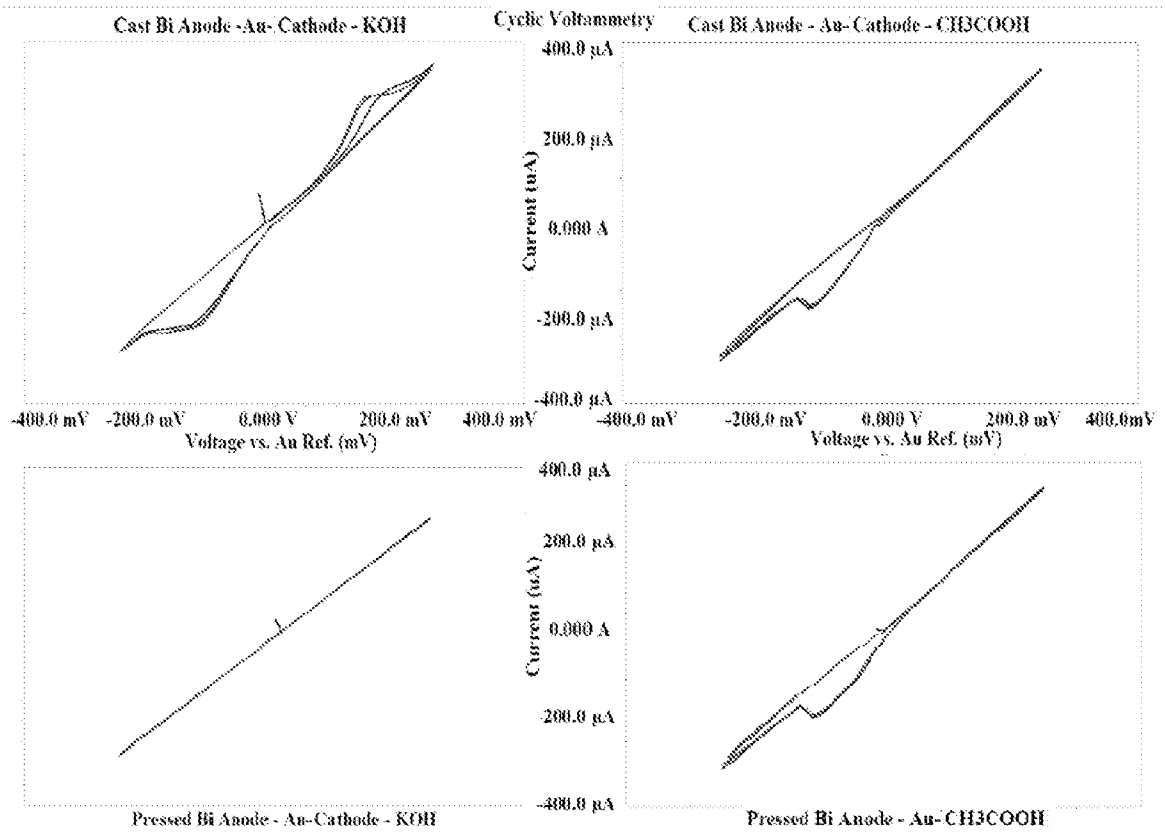 Cyclic Voltammetry
Cast Bi Anode -Au- Cathode - KOH
Cast Bi Anode - Au- Cathode - CH3COOH
400.0 µA
200.0 µA
0.000 A
-200.0 µA
-400.0 µA
Current (uA)
-400.0 mV -200.0 mV 0.000 V 200.0 mV
Voltage vs. Au Ref. (mV)
-400.0 mV -200.0 mV 0.000 V 200.0 mV 400.0mV
Voltage vs. Au Ref. (mV)
400.0 µA
200.0 µA
0.000 A
-200.0 µA
-400.0 µA
Current (uA)
Pressed Bi Anode - Au-Cathode - KOH
Pressed Bi Anode - Au- CH3COOH